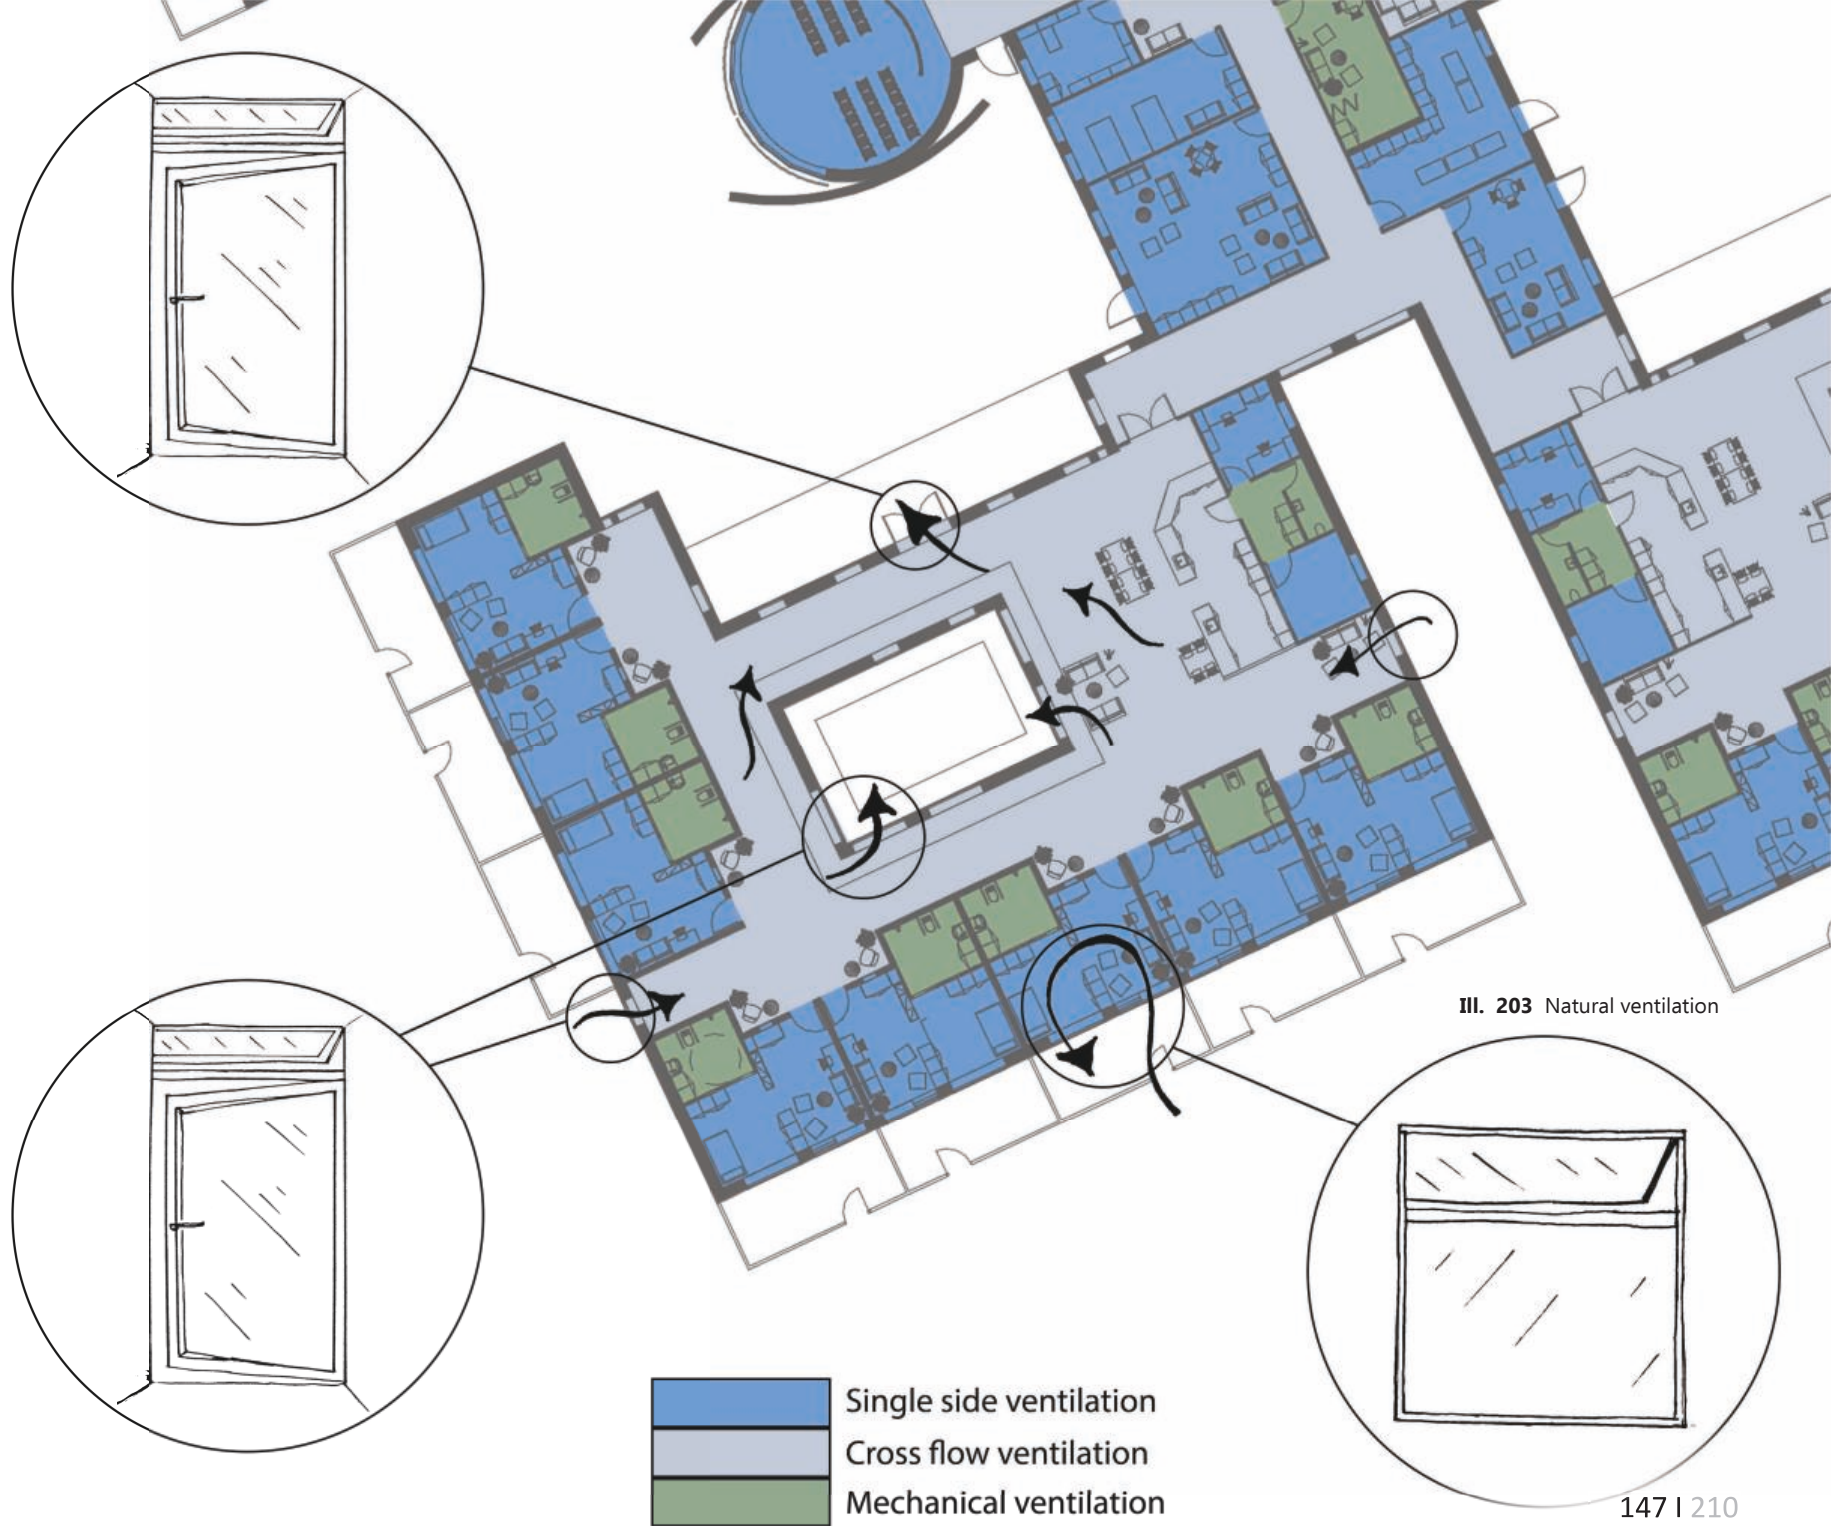 Ill. 203 Natural ventilation
Single side ventilation
Cross flow ventilation
Mechanical ventilation
147 I 210